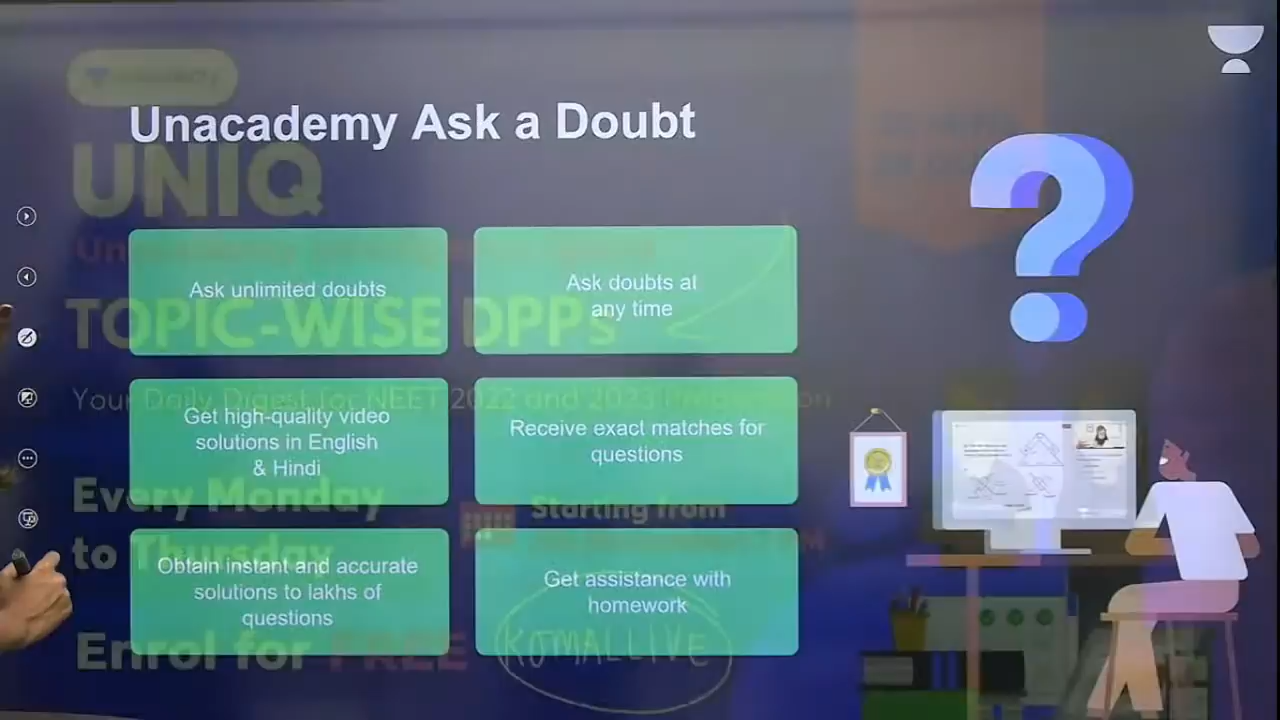 Unacademy Ask a Doubt
UNIQ
Ask unlimited doubts
Ask doubts at
any time
TOPIC-WISE DPPs
Your Daily Digest for NEET 2022 and 2023 Preparation
Get high-quality video
solutions in English
& Hindi
Receive exact matches for
questions
Every Monday
to Thursday
Starting from
Obtain instant and accurate
solutions to lakhs of
questions
Get assistance with
homework
Enrol for FREE
KOMALLIVE